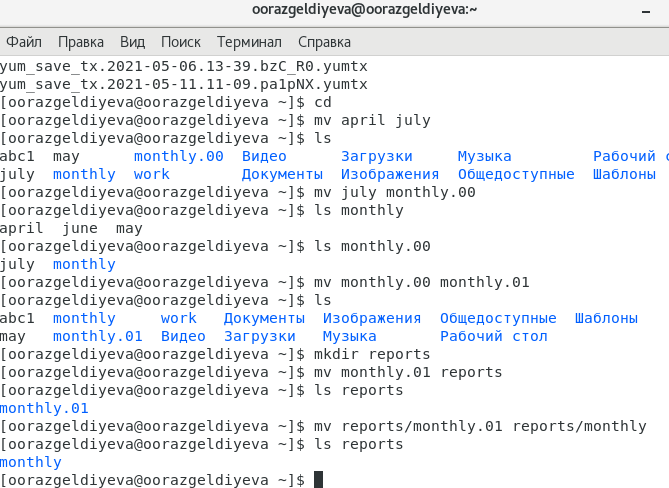 oorazgeldiyeva@oorazgeldiyeva:~
Файл Правка Вид Поиск Терминал Справка
yum_save_tx.2021-05-06.13-39.bzC_R0.yumtx
yum_save_tx.2021-05-11.11-09.pa1pNX.yumtx
[oorazgeldiyeva@oorazgeldiyeva ~]$ cd
[oorazgeldiyeva@oorazgeldiyeva ~]$ mv april july
[oorazgeldiyeva@oorazgeldiyeva ~]$ ls
abc1 may monthly.00 Видео Загрузки Музыка Рабочий с
july monthly work Документы Изображения Общедоступные Шаблоны
[oorazgeldiyeva@oorazgeldiyeva ~]$ mv july monthly.00
[oorazgeldiyeva@oorazgeldiyeva ~]$ ls monthly
april june may
[oorazgeldiyeva@oorazgeldiyeva ~]$ ls monthly.00
july monthly
[oorazgeldiyeva@oorazgeldiyeva ~]$ mv monthly.00 monthly.01
[oorazgeldiyeva@oorazgeldiyeva ~]$ ls
abc1 monthly work Документы Изображения Общедоступные Шаблоны
may monthly.01 Видео Загрузки Музыка Рабочий стол
[oorazgeldiyeva@oorazgeldiyeva ~]$ mkdir reports
[oorazgeldiyeva@oorazgeldiyeva ~]$ mv monthly.01 reports
[oorazgeldiyeva@oorazgeldiyeva ~]$ ls reports
monthly.01
[oorazgeldiyeva@oorazgeldiyeva ~]$ mv reports/monthly.01 reports/monthly
[oorazgeldiyeva@oorazgeldiyeva ~]$ ls reports
monthly
[oorazgeldiyeva@oorazgeldiyeva ~]$